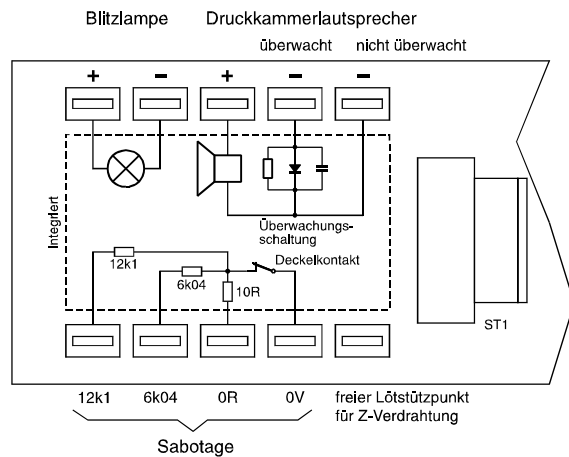 Blitzlampe Druckkammerlautsprecher
überwacht nicht überwacht
+ – + – –
Integriert
Überwachungs-
schaltung
12k1
Deckelkontakt
6k04
10R
ST1
12k1 6k04 0R 0V freier Lötstützpunkt
für Z-Verdrahtung
Sabotage